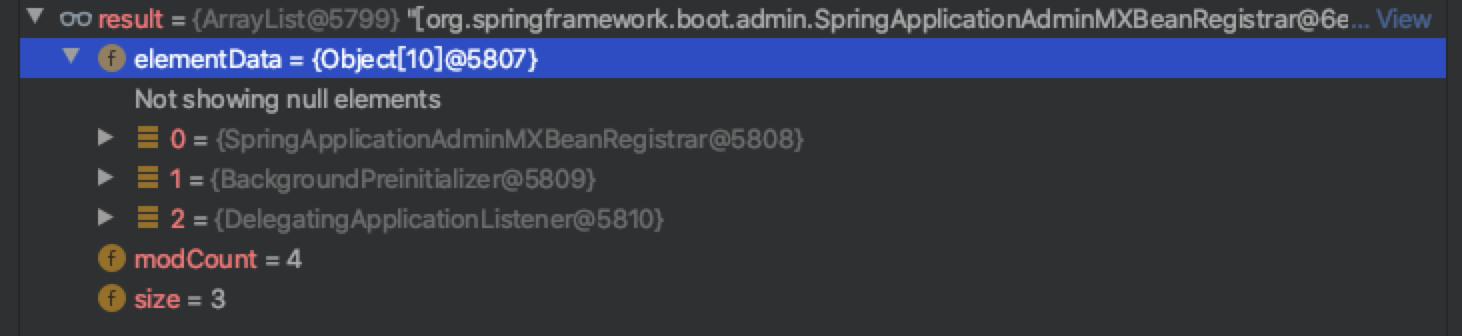 result = {ArrayList@5799} "[org.springframework.boot.admin.SpringApplicationAdminMXBeanRegistrar@6e... View
f elementData = {Object[10]@5807}
Not showing null elements
0 = {SpringApplicationAdminMXBeanRegistrar@5808}
1 = {BackgroundPreinitializer@5809}
2 = {DelegatingApplicationListener@5810}
f modCount = 4
f size = 3